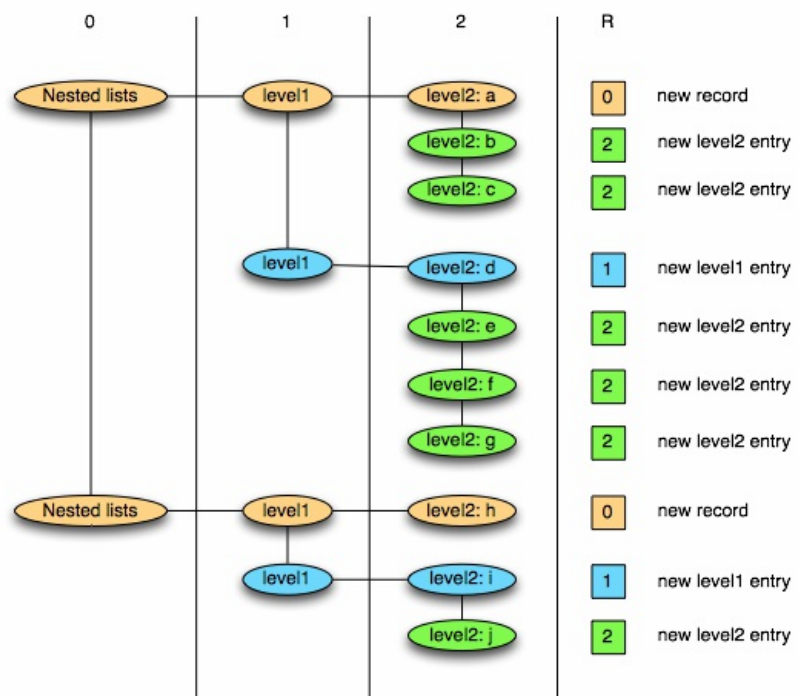 0 1 2 R
Nested lists level1 level2: a 0 new record
level2: b 2 new level2 entry
level2: c 2 new level2 entry
level1 level2: d 1 new level1 entry
level2: e 2 new level2 entry
level2: f 2 new level2 entry
level2: g 2 new level2 entry
Nested lists level1 level2: h 0 new record
level1 level2: i 1 new level1 entry
level2: j 2 new level2 entry